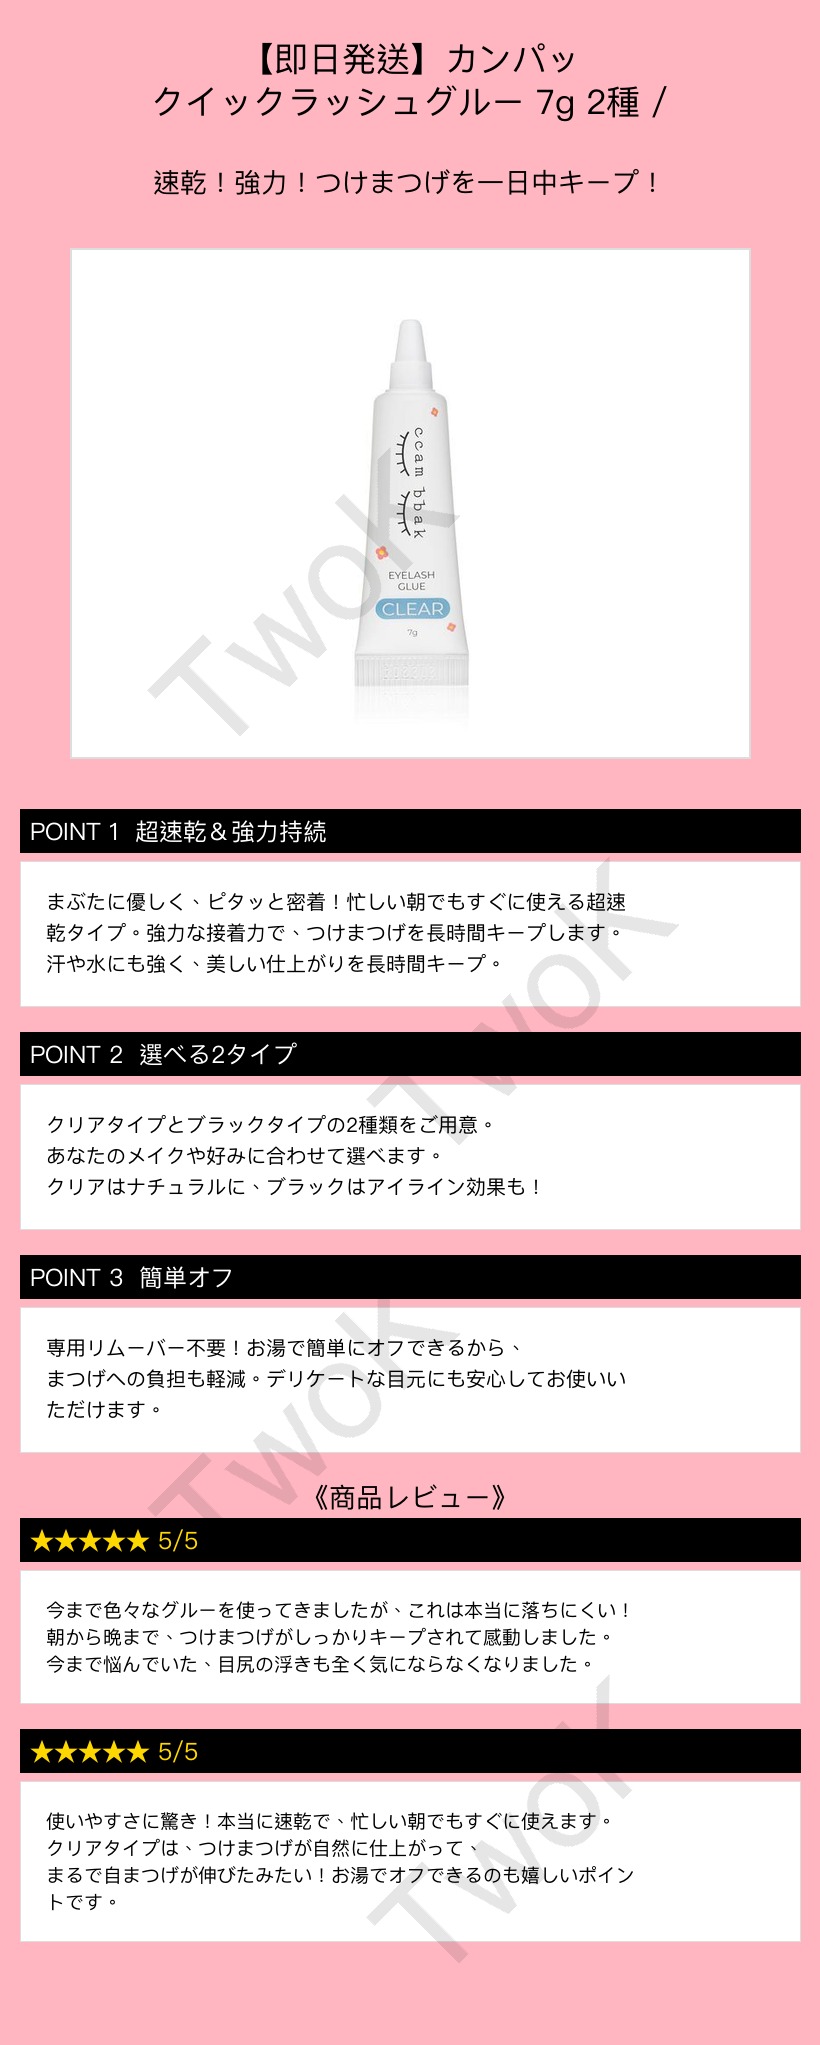 【即日発送】カンパッ
クイックラッシュグルー 7g 2種 /
速乾！強力！つけまつげを一日中キープ！
ccam bbak
EYELASH
GLUE
CLEAR
7g
TwoK
POINT 1 超速乾＆強力持続
まぶたに優しく、ピタッと密着！忙しい朝でもすぐに使える超速
乾タイプ。強力な接着力で、つけまつげを長時間キープします。
汗や水にも強く、美しい仕上がりを長時間キープ。
TwoK
POINT 2 選べる2タイプ
クリアタイプとブラックタイプの2種類をご用意。
あなたのメイクや好みに合わせて選べます。
クリアはナチュラルに、ブラックはアイライン効果も！
POINT 3 簡単オフ
専用リムーバー不要！お湯で簡単にオフできるから、
まつげへの負担も軽減。デリケートな目元にも安心してお使いい
ただけます。
TwoK
《商品レビュー》
★★★★★ 5/5
今まで色々なグルーを使ってきましたが、これは本当に落ちにくい！
朝から晩まで、つけまつげがしっかりキープされて感動しました。
今まで悩んでいた、目尻の浮きも全く気にならなくなりました。
★★★★★ 5/5
使いやすさに驚き！本当に速乾で、忙しい朝でもすぐに使えます。
クリアタイプは、つけまつげが自然に仕上がって、
まるで自まつげが伸びたみたい！お湯でオフできるのも嬉しいポイン
トです。
TwoK